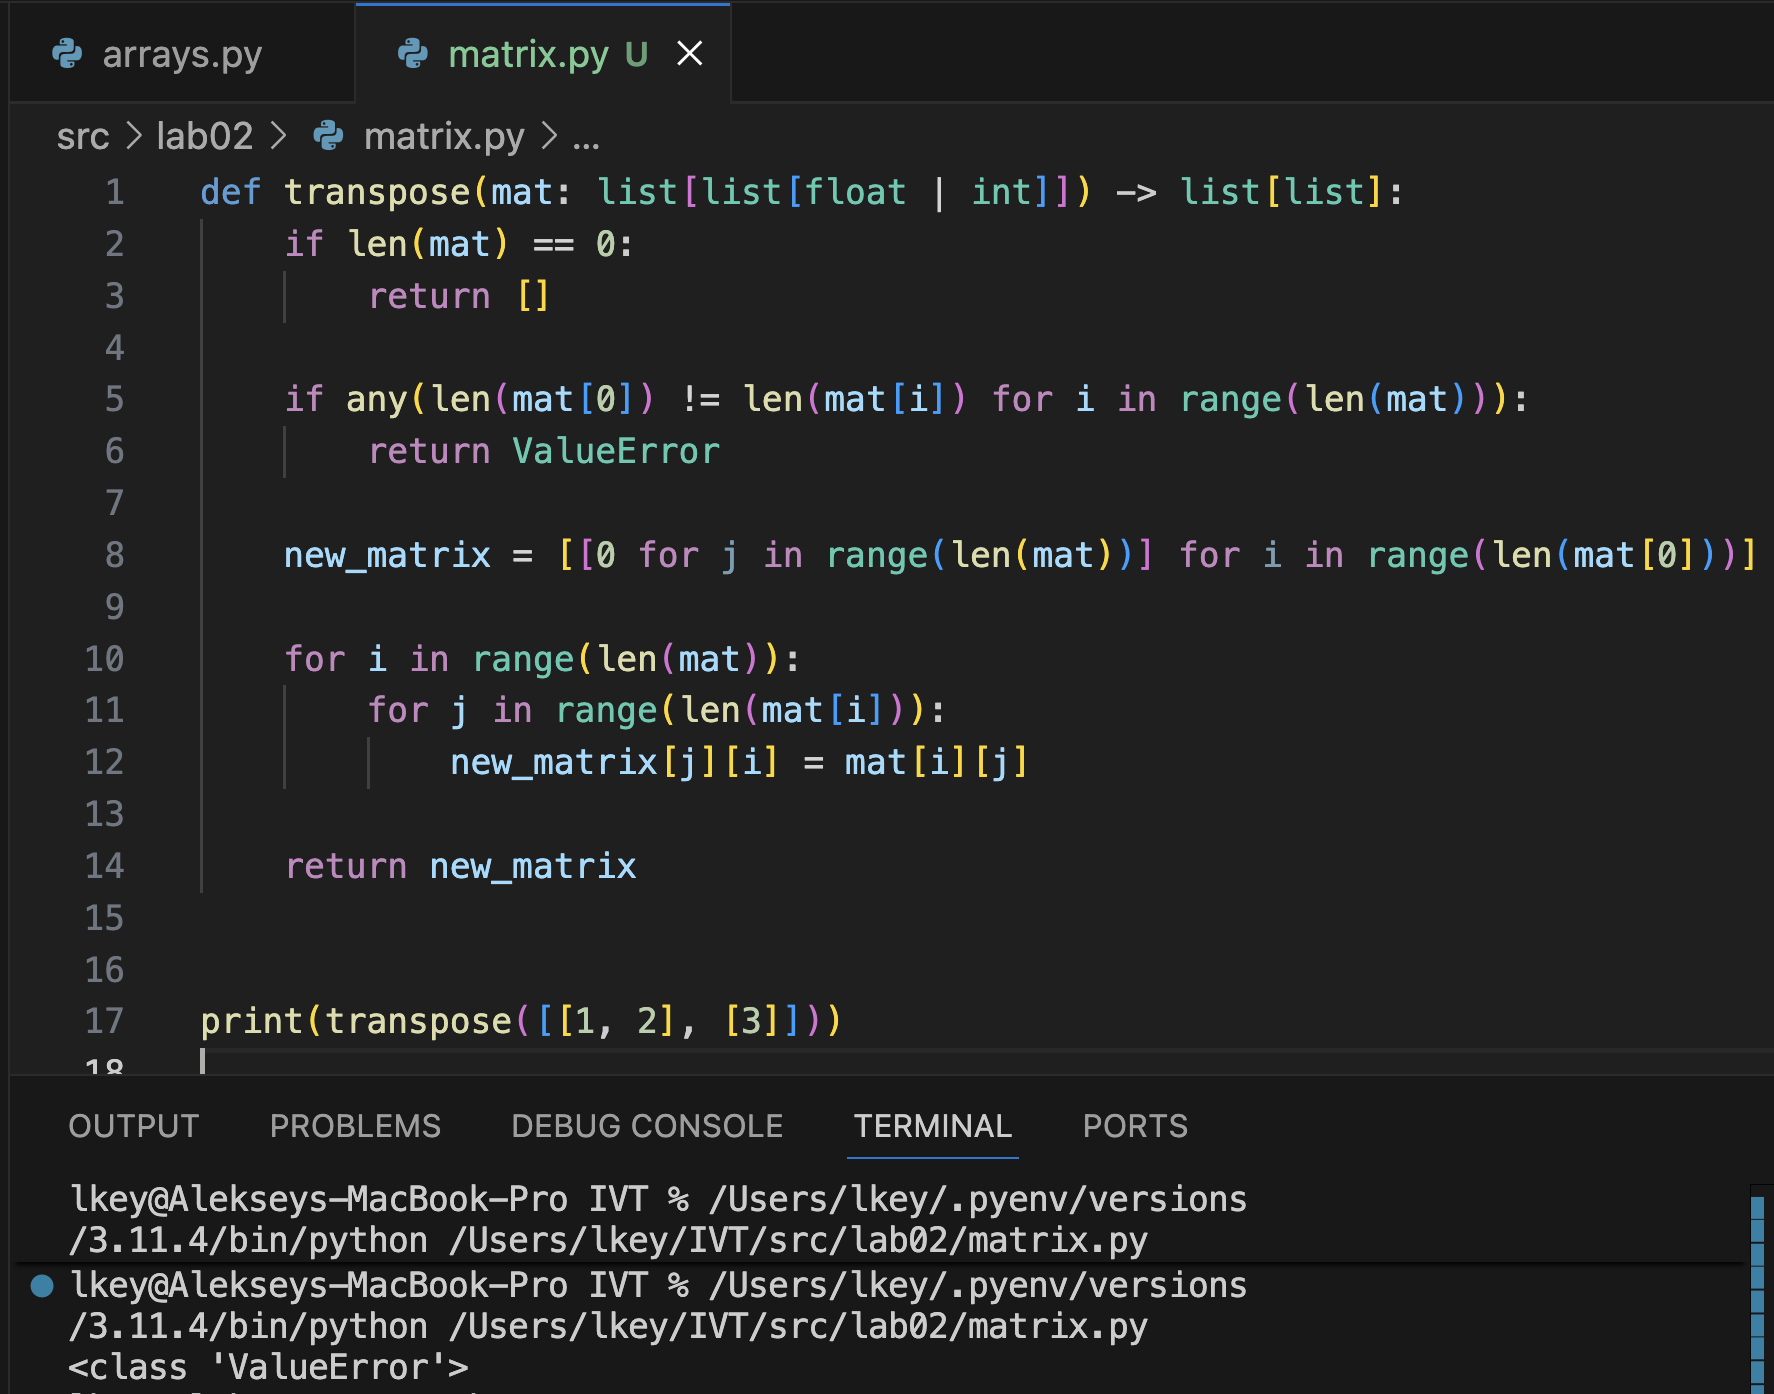 arrays.py
matrix.py U
src > lab02 > matrix.py > ...
1 def transpose(mat: list[list[float | int]]) -> list[list]:
2     if len(mat) == 0:
3         return []
4
5     if any(len(mat[0]) != len(mat[i]) for i in range(len(mat))):
6         return ValueError
7
8     new_matrix = [[0 for j in range(len(mat))] for i in range(len(mat[0]))]
9
10     for i in range(len(mat)):
11         for j in range(len(mat[i])):
12             new_matrix[j][i] = mat[i][j]
13
14     return new_matrix
15
16
17 print(transpose([[1, 2], [3]]))
18
OUTPUT PROBLEMS DEBUG CONSOLE TERMINAL PORTS
lkey@Alekseys-MacBook-Pro IVT % /Users/lkey/.pyenv/versions
/3.11.4/bin/python /Users/lkey/IVT/src/lab02/matrix.py
lkey@Alekseys-MacBook-Pro IVT % /Users/lkey/.pyenv/versions
/3.11.4/bin/python /Users/lkey/IVT/src/lab02/matrix.py
<class 'ValueError'>